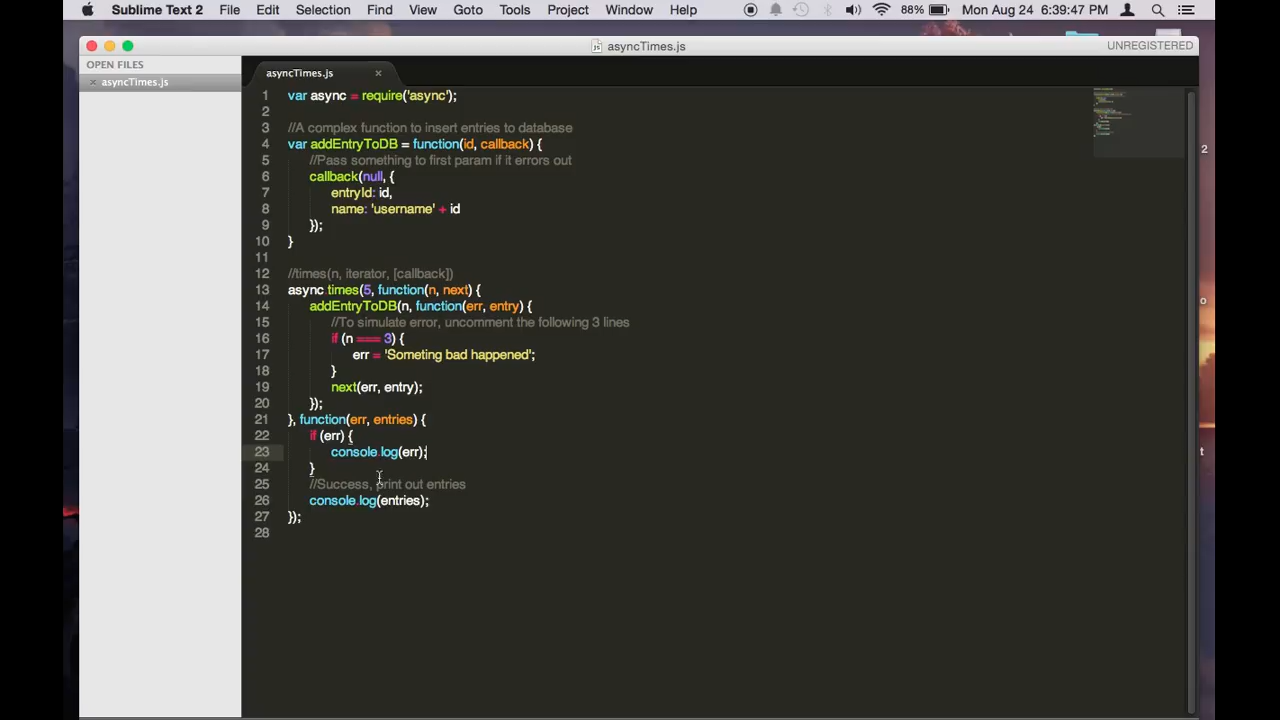 Sublime Text 2 File Edit Selection Find View Goto Tools Project Window Help 88% Mon Aug 24 6:39:47 PM
asyncTimes.js UNREGISTERED
OPEN FILES
asyncTimes.js
asyncTimes.js
1 var async = require('async');
2
3 //A complex function to insert entries to database
4 var addEntryToDB = function(id, callback) {
5 //Pass something to first param if it errors out
6 callback(null, {
7 entryId: id,
8 name: 'username' + id
9 });
10 }
11
12 //times(n, iterator, [callback])
13 async.times(5, function(n, next) {
14 addEntryToDB(n, function(err, entry) {
15 //To simulate error, uncomment the following 3 lines
16 if (n === 3) {
17 err = 'Someting bad happened';
18 }
19 next(err, entry);
20 });
21 }, function(err, entries) {
22 if (err) {
23 console.log(err);
24 }
25 //Success, print out entries
26 console.log(entries);
27 });
28
2
o
t